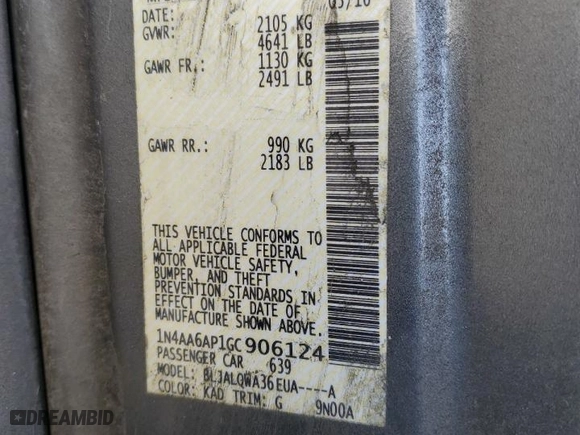 DATE:
GVWR: 2105 KG
4641 LB
GAWR FR.: 1130 KG
2491 LB
GAWR RR.: 990 KG
2183 LB
THIS VEHICLE CONFORMS TO
ALL APPLICABLE FEDERAL
MOTOR VEHICLE SAFETY,
BUMPER, AND THEFT
PREVENTION STANDARDS IN
EFFECT ON THE DATE OF
MANUFACTURE SHOWN ABOVE.
1N4AA6AP1GC906124
PASSENGER CAR 639
MODEL: BLJALQWA36EUA----A
COLOR: KAD TRIM: G 9N00A
DREAMBID